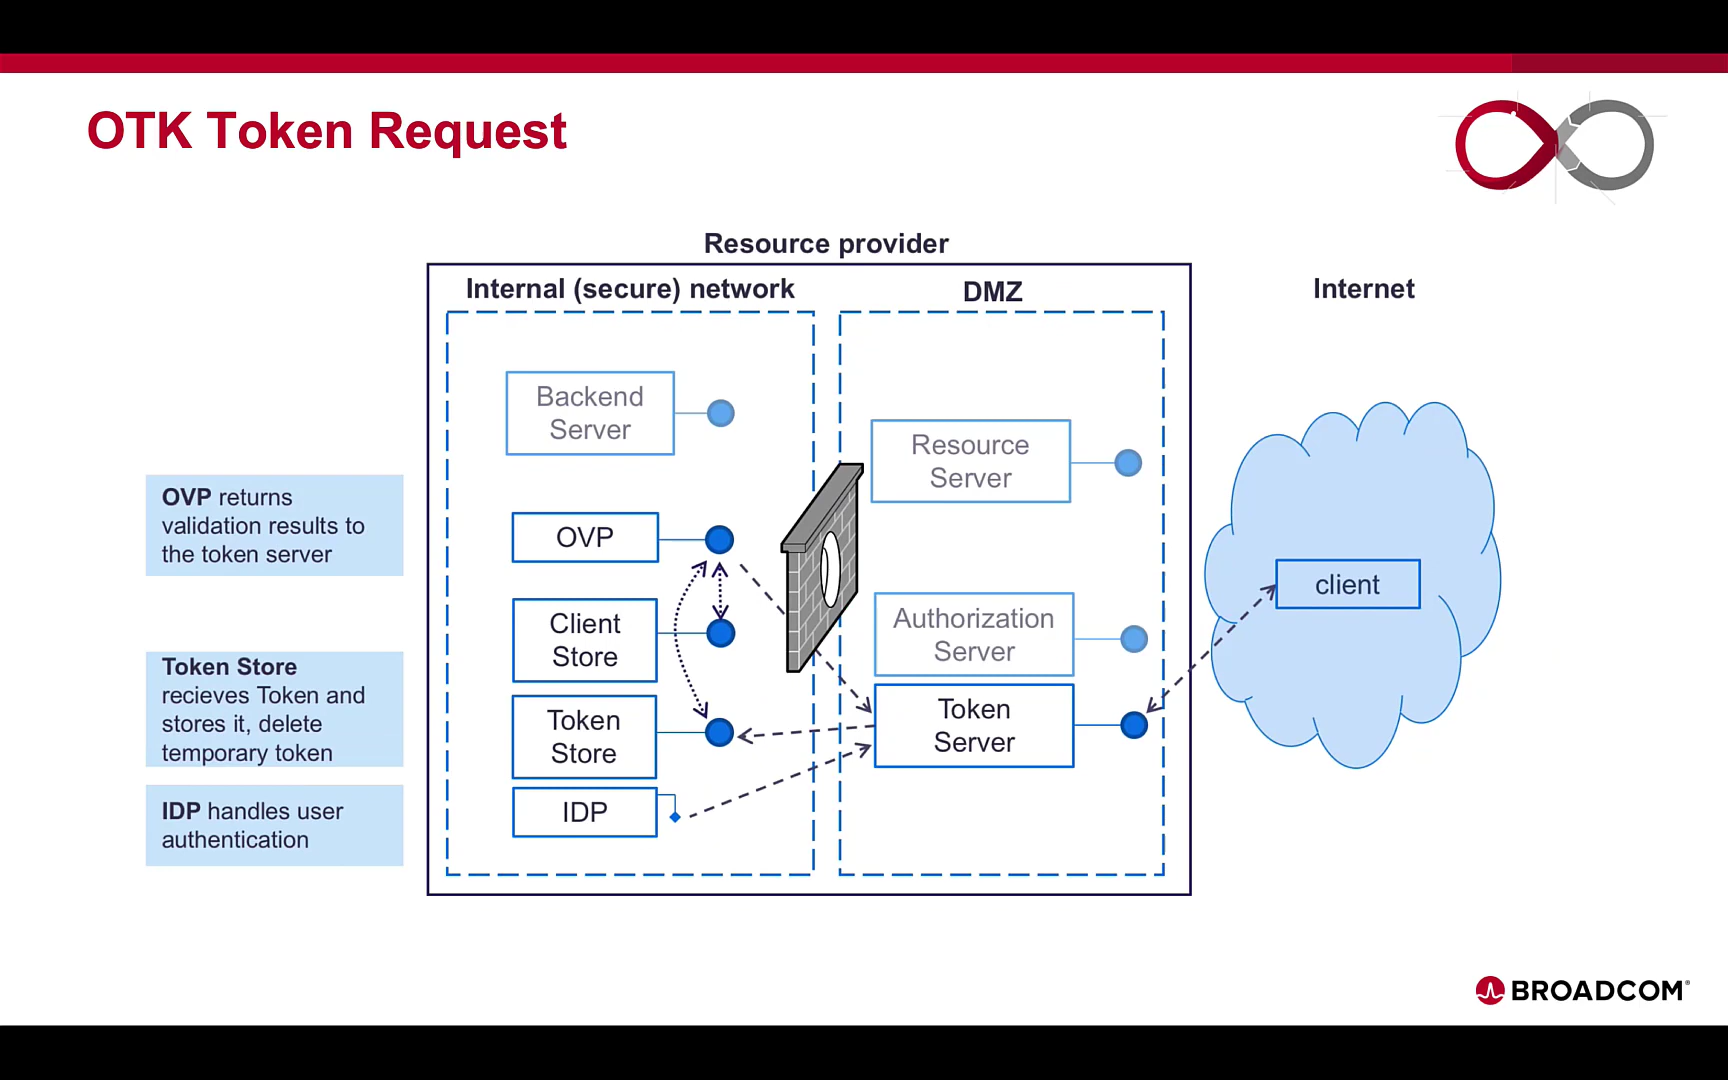 OTK Token Request
Resource provider
Internal (secure) network
DMZ
Internet
Backend
Server
Resource
Server
OVP returns
validation results to
the token server
OVP
client
Client
Store
Authorization
Server
Token Store
recieves Token and
stores it, delete
temporary token
Token
Store
Token
Server
IDP handles user
authentication
IDP
BROADCOM®